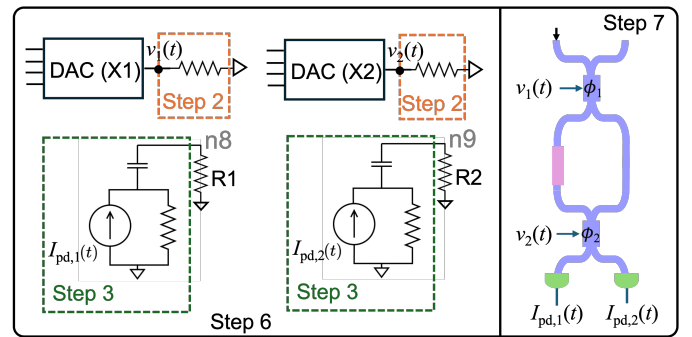 v₁(t)
DAC (X1)
Step 2
v₂(t)
DAC (X2)
Step 2
n8
R1
Iₚd,₁(t)
Step 3
n9
R2
Iₚd,₂(t)
Step 3
Step 6
Step 7
v₁(t)
ϕ₁
v₂(t)
ϕ₂
Iₚd,₁(t)
Iₚd,₂(t)